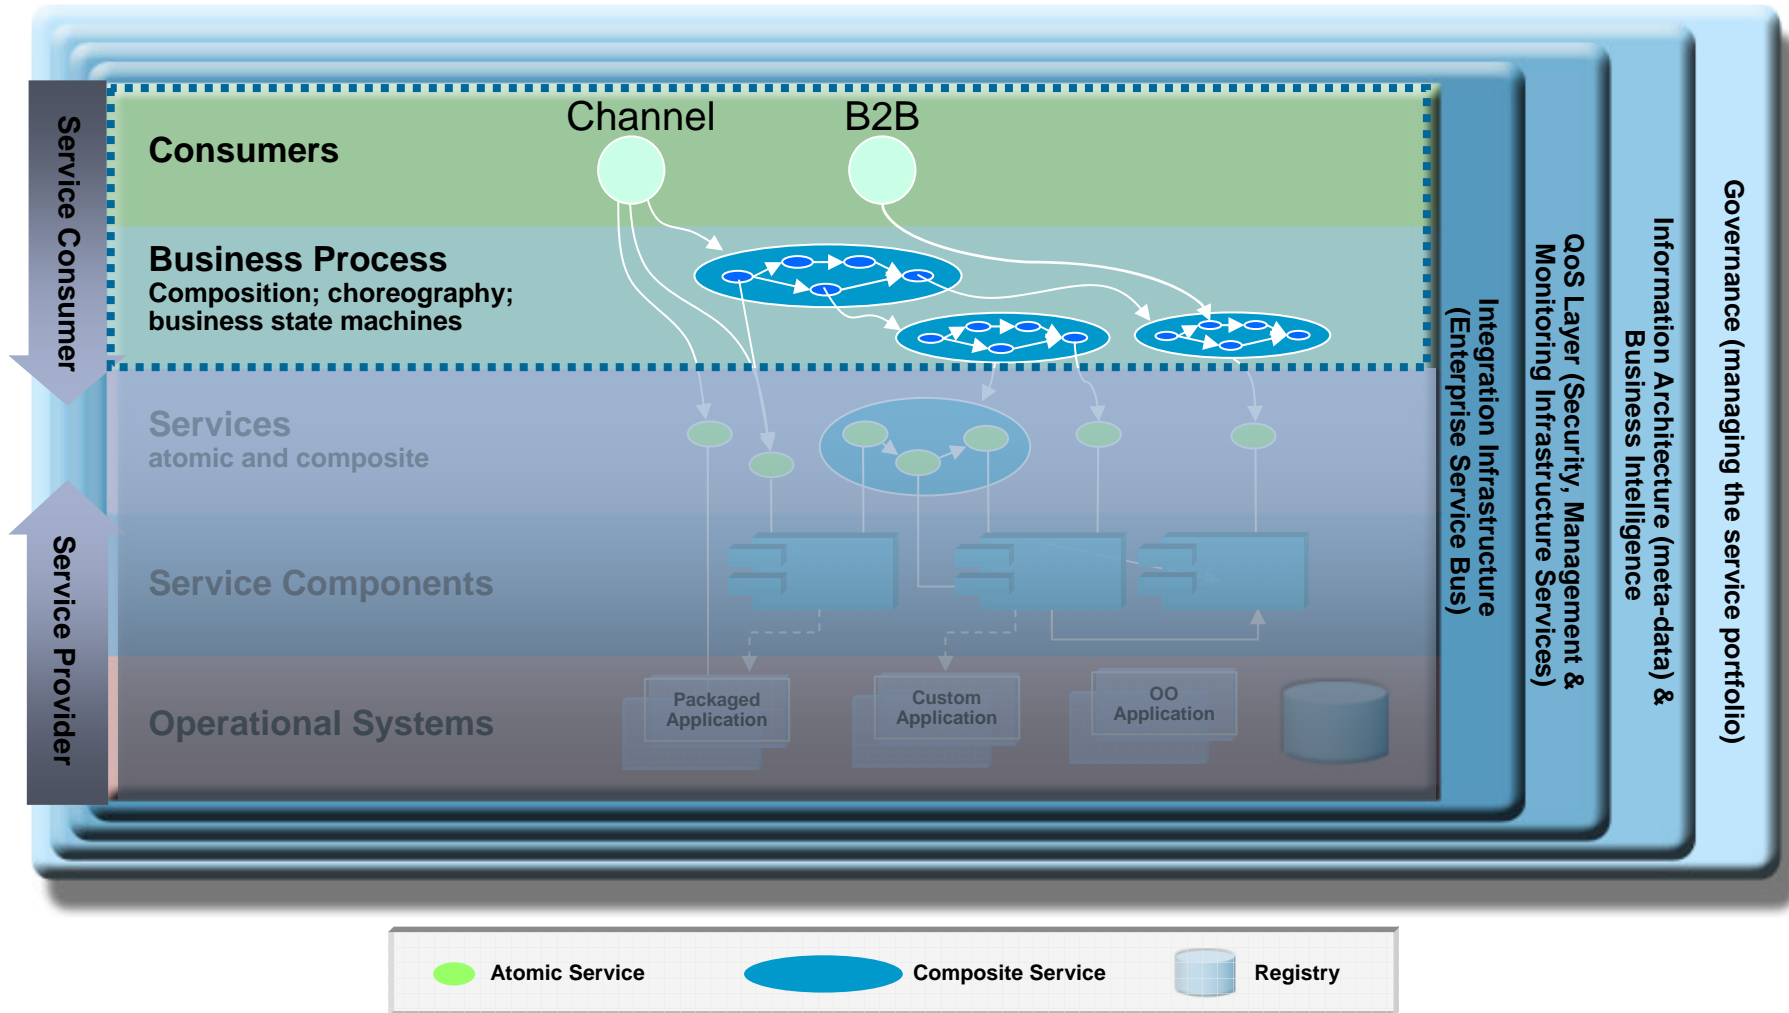 Channel
B2B
Consumers
Business Process
Composition; choreography;
business state machines
Services
atomic and composite
Service Components
Operational Systems
Packaged
Application
Custom
Application
OO
Application
Service Consumer
Service Provider
Integration Infrastructure
(Enterprise Service Bus)
QoS Layer (Security, Management &
Monitoring Infrastructure Services)
Information Architecture (meta-data) &
Business Intelligence
Governance (managing the service portfolio)
Atomic Service
Composite Service
Registry